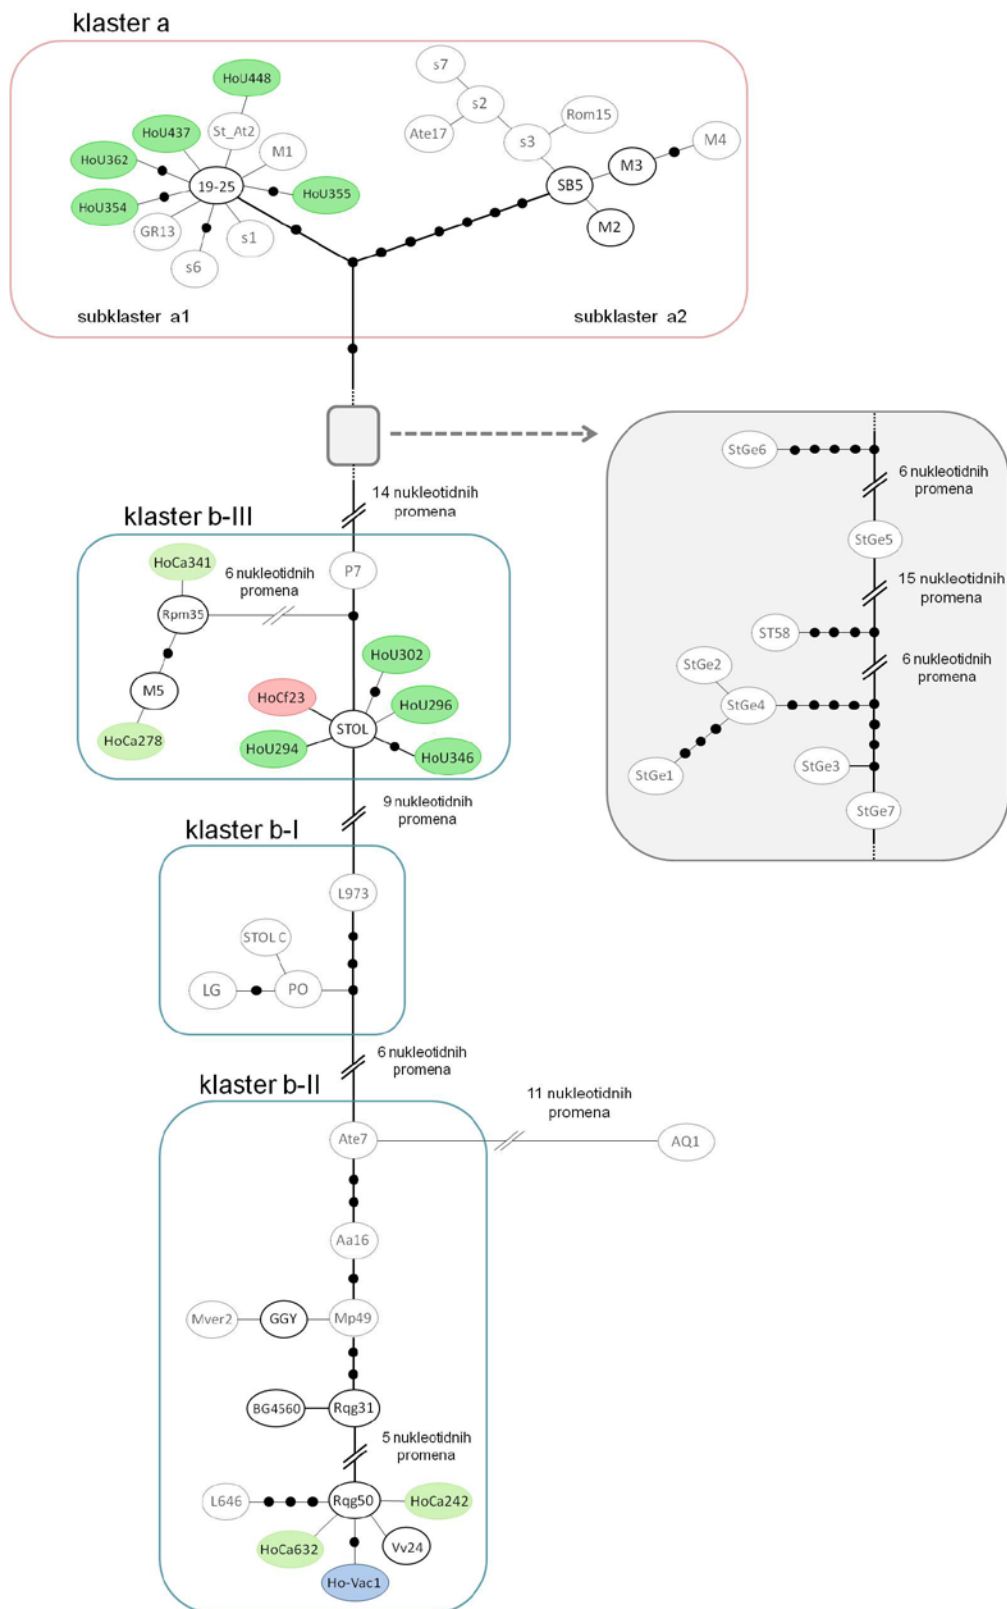 klaster a
s7
HoU448
s2
Rom15
Ate17
St_At2
HoU437
s3
M4
M1
M3
HoU362
19-25
SB5
HoU355
HoU354
M2
GR13
s1
s6
subklaster a1
subklaster a2
StGe6
6 nukleotidnih
promena
14 nukleotidnih
promena
klaster b-III
StGe5
HoCa341
6 nukleotidnih
promena
P7
15 nukleotidnih
promena
Rpm35
ST58
HoU302
StGe2
6 nukleotidnih
promena
M5
HoCf23
HoU296
StGe4
STOL
HoCa278
HoU294
HoU346
StGe3
StGe1
StGe7
9 nukleotidnih
promena
klaster b-I
L973
STOL C
LG
PO
6 nukleotidnih
promena
klaster b-II
11 nukleotidnih
promena
Ate7
AQ1
Aa16
Mver2
GGY
Mp49
BG4560
Rqg31
5 nukleotidnih
promena
L646
Rqg50
HoCa242
HoCa632
Vv24
Ho-Vac1